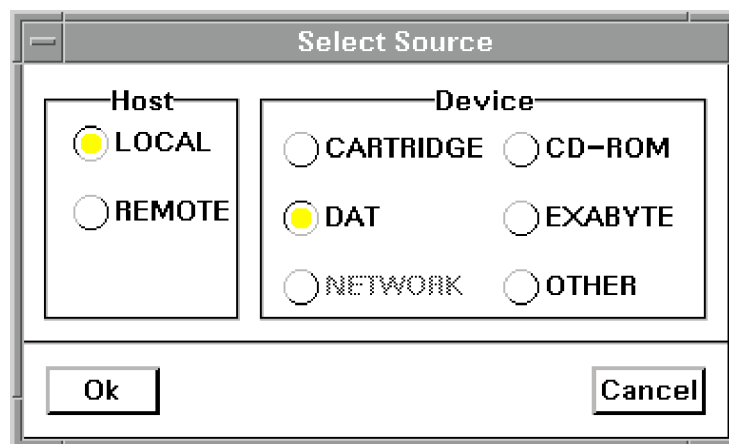 Select Source
Host
LOCAL
REMOTE
Device
CARTRIDGE
CD-ROM
DAT
EXABYTE
NETWORK
OTHER
Ok
Cancel